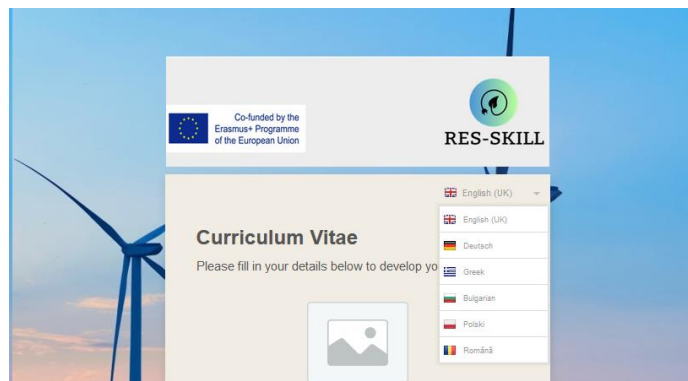 Co-funded by the
Erasmus+ Programme
of the European Union
RES-SKILL
English (UK)
English (UK)
Deutsch
Greek
Bulgarian
Polski
Română
Curriculum Vitae
Please fill in your details below to develop yo